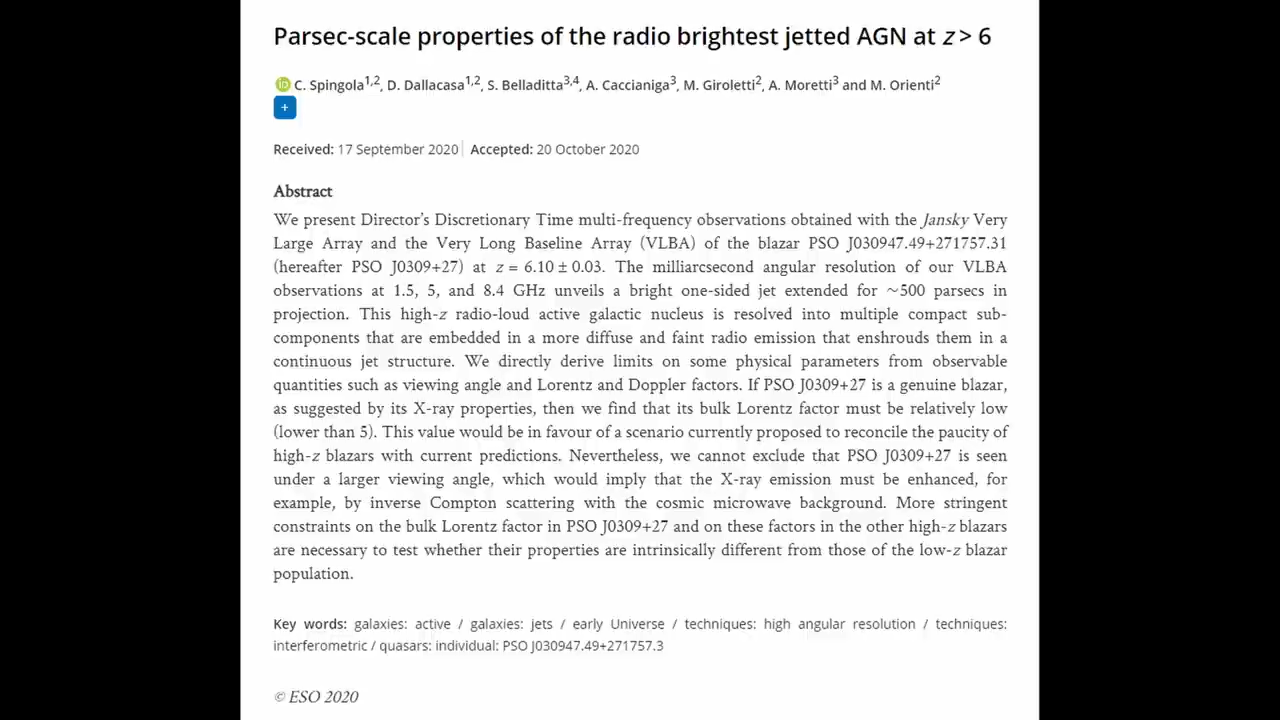 Parsec-scale properties of the radio brightest jetted AGN at z > 6
iD C. Spingola1,2, D. Dallacasa1,2, S. Belladitta3,4, A. Caccianiga3, M. Giroletti2, A. Moretti3 and M. Orienti2
+
Received: 17 September 2020 | Accepted: 20 October 2020
Abstract
We present Director's Discretionary Time multi-frequency observations obtained with the Jansky Very
Large Array and the Very Long Baseline Array (VLBA) of the blazar PSO J030947.49+271757.31
(hereafter PSO J0309+27) at z = 6.10 ± 0.03. The milliarcsecond angular resolution of our VLBA
observations at 1.5, 5, and 8.4 GHz unveils a bright one-sided jet extended for ∼500 parsecs in
projection. This high-z radio-loud active galactic nucleus is resolved into multiple compact sub-
components that are embedded in a more diffuse and faint radio emission that enshrouds them in a
continuous jet structure. We directly derive limits on some physical parameters from observable
quantities such as viewing angle and Lorentz and Doppler factors. If PSO J0309+27 is a genuine blazar,
as suggested by its X-ray properties, then we find that its bulk Lorentz factor must be relatively low
(lower than 5). This value would be in favour of a scenario currently proposed to reconcile the paucity of
high-z blazars with current predictions. Nevertheless, we cannot exclude that PSO J0309+27 is seen
under a larger viewing angle, which would imply that the X-ray emission must be enhanced, for
example, by inverse Compton scattering with the cosmic microwave background. More stringent
constraints on the bulk Lorentz factor in PSO J0309+27 and on these factors in the other high-z blazars
are necessary to test whether their properties are intrinsically different from those of the low-z blazar
population.
Key words: galaxies: active / galaxies: jets / early Universe / techniques: high angular resolution / techniques:
interferometric / quasars: individual: PSO J030947.49+271757.3
© ESO 2020